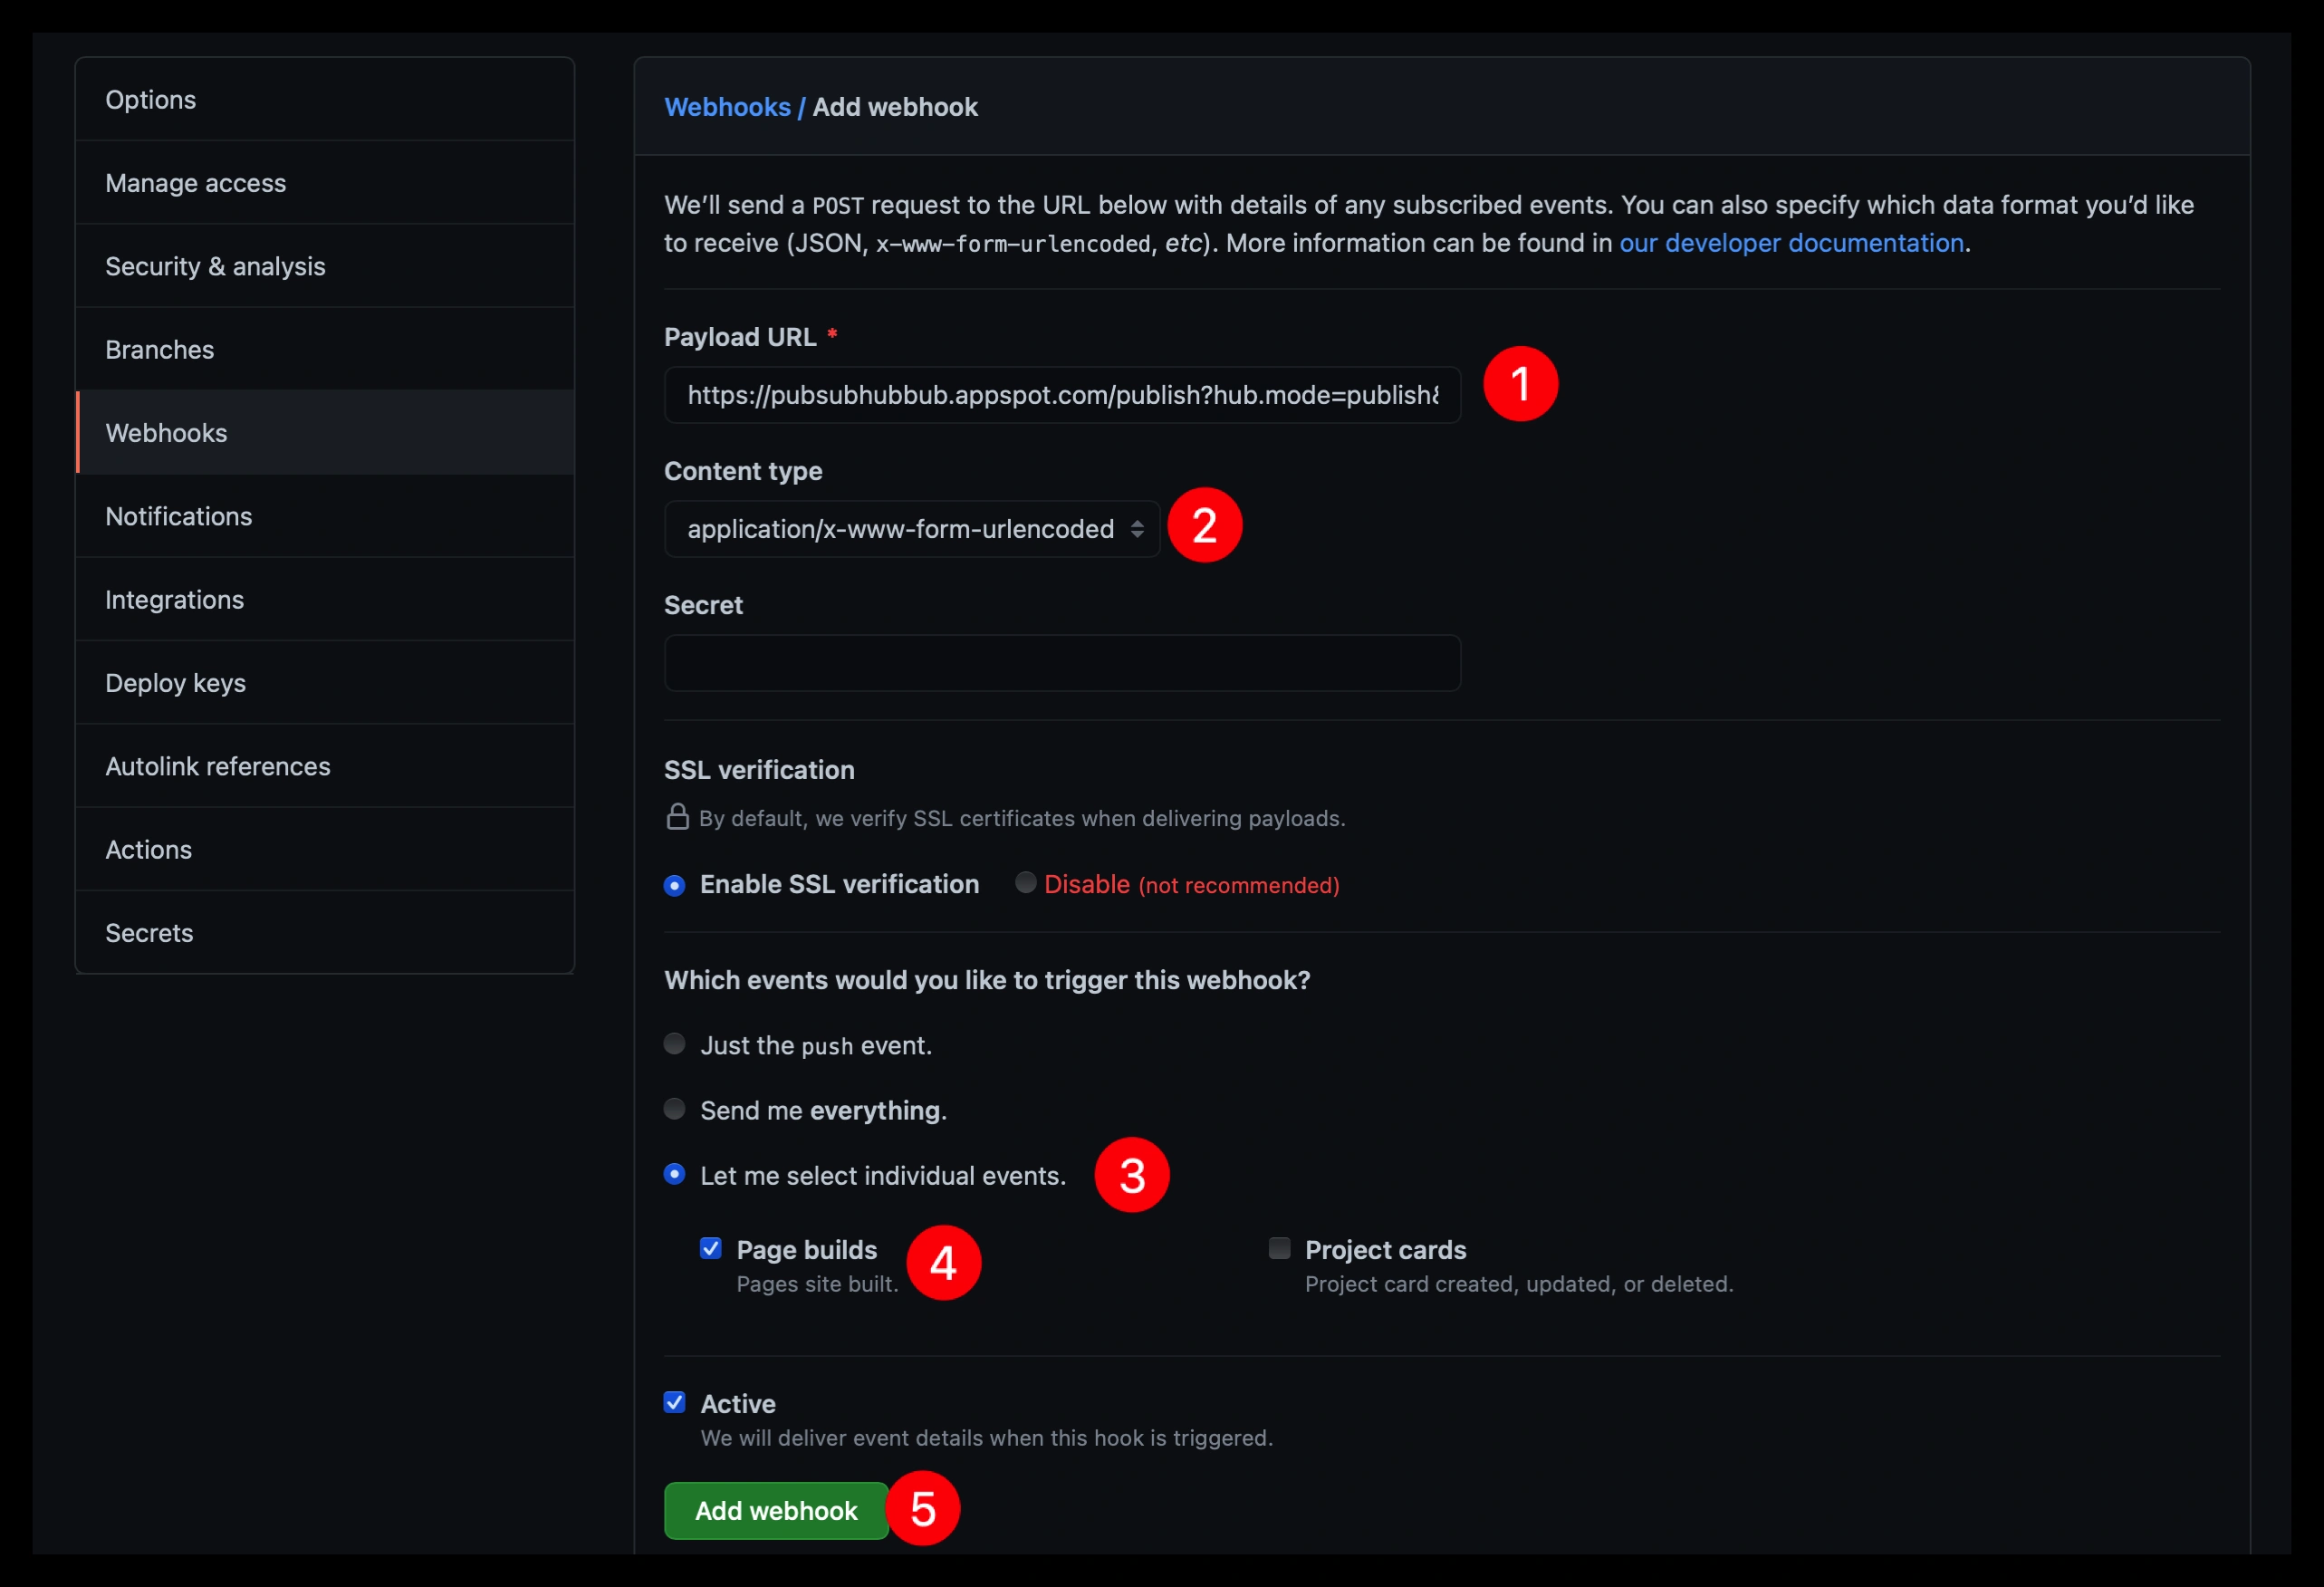 Options
Manage access
Security & analysis
Branches
Webhooks
Notifications
Integrations
Deploy keys
Autolink references
Actions
Secrets
Webhooks / Add webhook
We’ll send a POST request to the URL below with details of any subscribed events. You can also specify which data format you’d like
to receive (JSON, x-www-form-urlencoded, etc). More information can be found in our developer documentation.
Payload URL *
https://pubsubhubbub.appspot.com/publish?hub.mode=publish&
1
Content type
application/x-www-form-urlencoded
2
Secret
SSL verification
By default, we verify SSL certificates when delivering payloads.
Enable SSL verification Disable (not recommended)
Which events would you like to trigger this webhook?
Just the push event.
Send me everything.
Let me select individual events.
3
Page builds
Pages site built.
4
Project cards
Project card created, updated, or deleted.
Active
We will deliver event details when this hook is triggered.
Add webhook
5